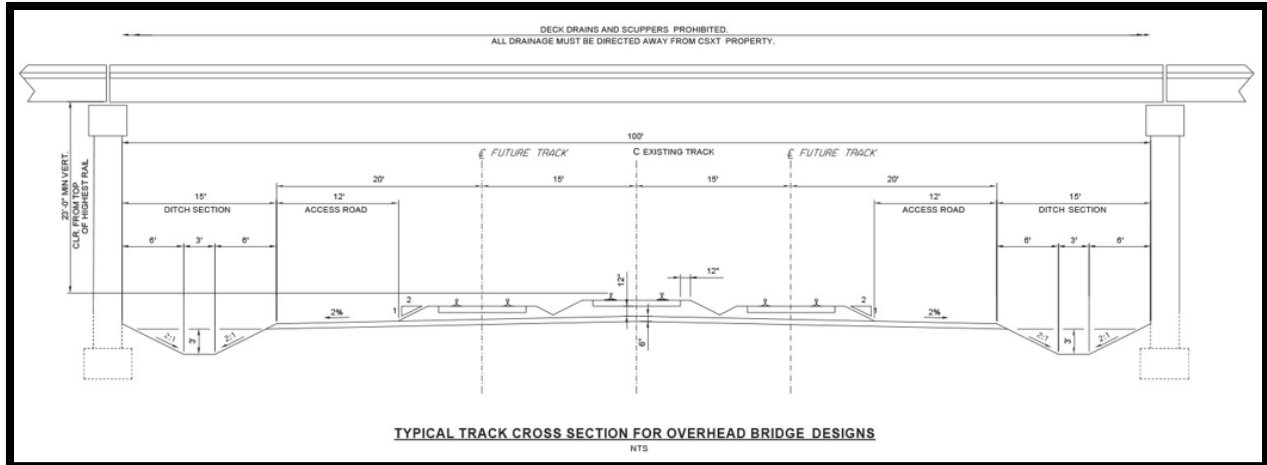 DECK DRAINS AND SCUPPERS PROHIBITED.
ALL DRAINAGE MUST BE DIRECTED AWAY FROM CSXT PROPERTY.
100'
℄ FUTURE TRACK
C EXISTING TRACK
℄ FUTURE TRACK
23'-0" MIN VERT.
CLR. FROM TOP
OF HIGHEST RAIL
20'
15'
15'
20'
15'
DITCH SECTION
12'
ACCESS ROAD
12'
ACCESS ROAD
15'
DITCH SECTION
6'
3'
6'
6'
3'
6'
12"
12"
2
1
2
1
2%
2%
6"
2:1
3'
2:1
2:1
3'
2:1
TYPICAL TRACK CROSS SECTION FOR OVERHEAD BRIDGE DESIGNS
NTS